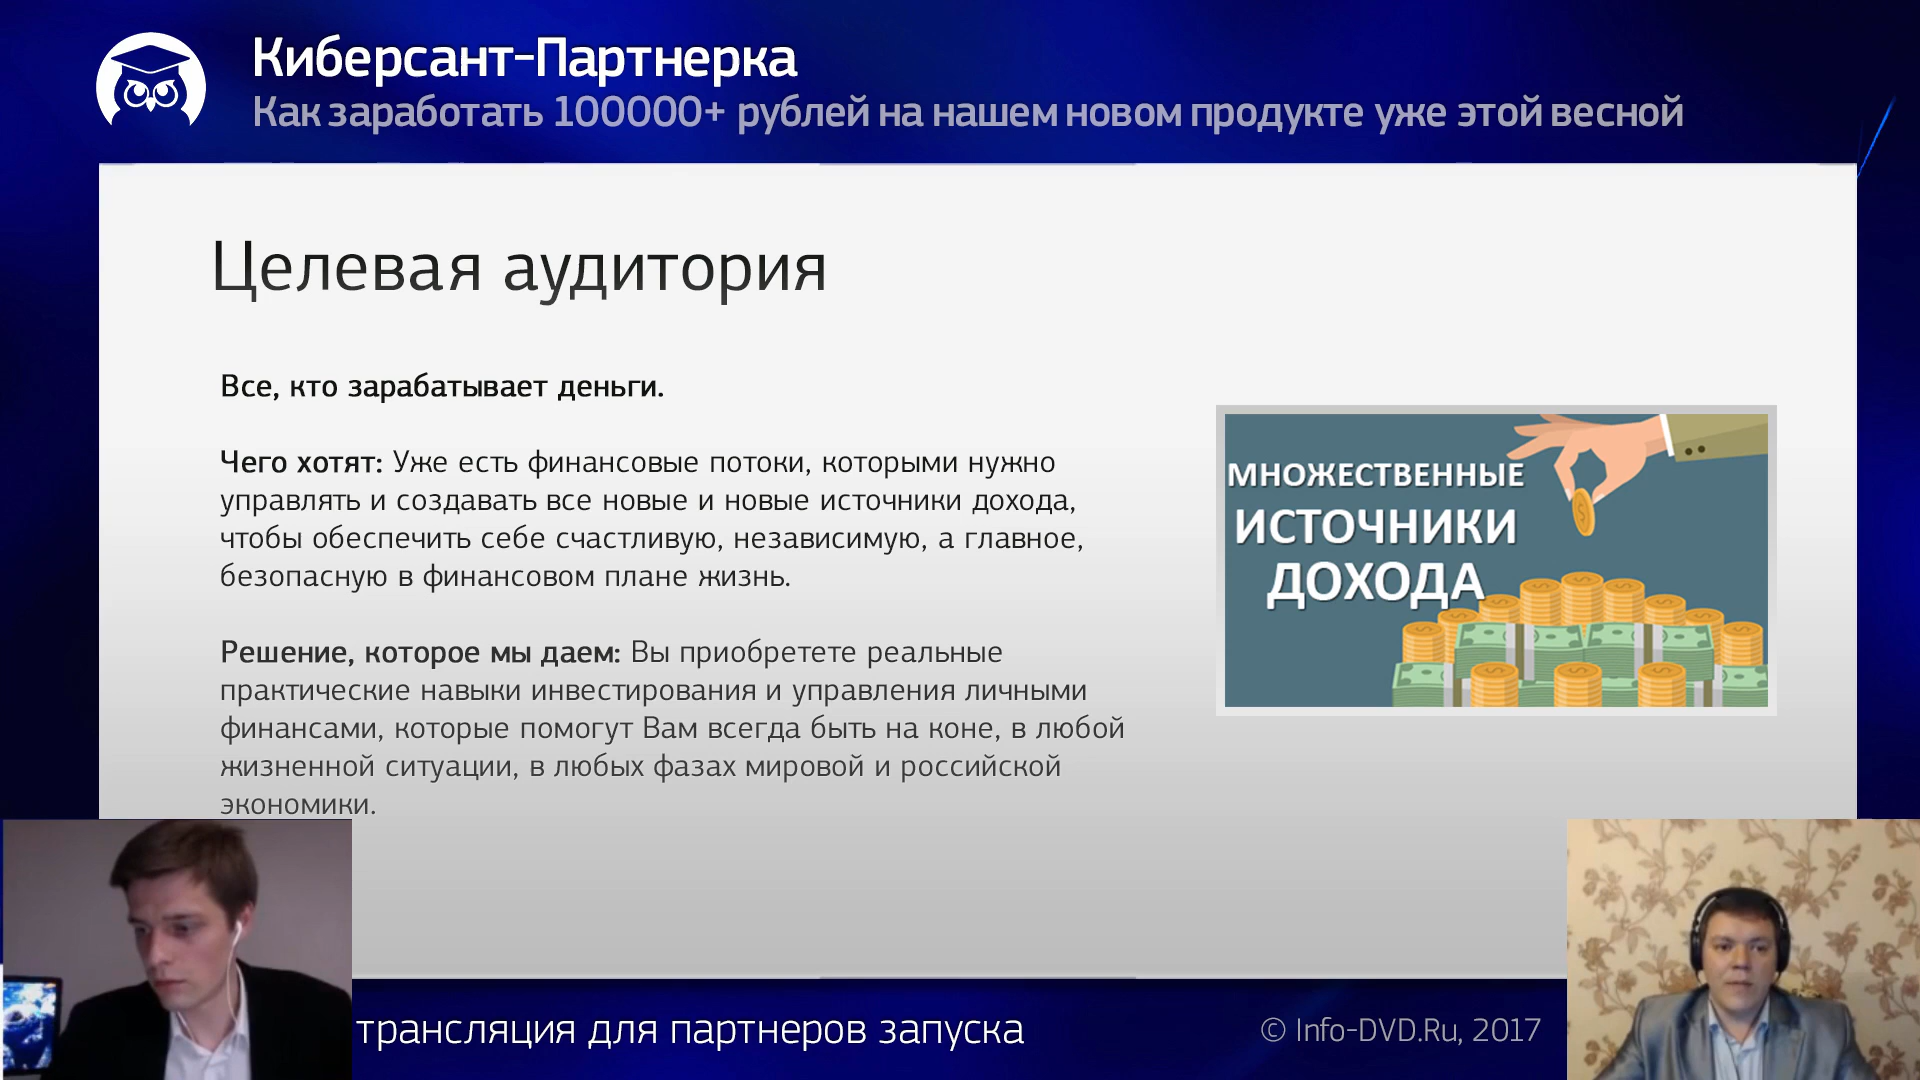 Киберсант-Партнерка
Как заработать 100000+ рублей на нашем новом продукте уже этой весной
Целевая аудитория
Все, кто зарабатывает деньги.
Чего хотят: Уже есть финансовые потоки, которыми нужно
управлять и создавать все новые и новые источники дохода,
чтобы обеспечить себе счастливую, независимую, а главное,
безопасную в финансовом плане жизнь.
Решение, которое мы даем: Вы приобретете реальные
практические навыки инвестирования и управления личными
финансами, которые помогут Вам всегда быть на коне, в любой
жизненной ситуации, в любых фазах мировой и российской
экономики.
МНОЖЕСТВЕННЫЕ
ИСТОЧНИКИ
ДОХОДА
трансляция для партнеров запуска
© Info-DVD.Ru, 2017